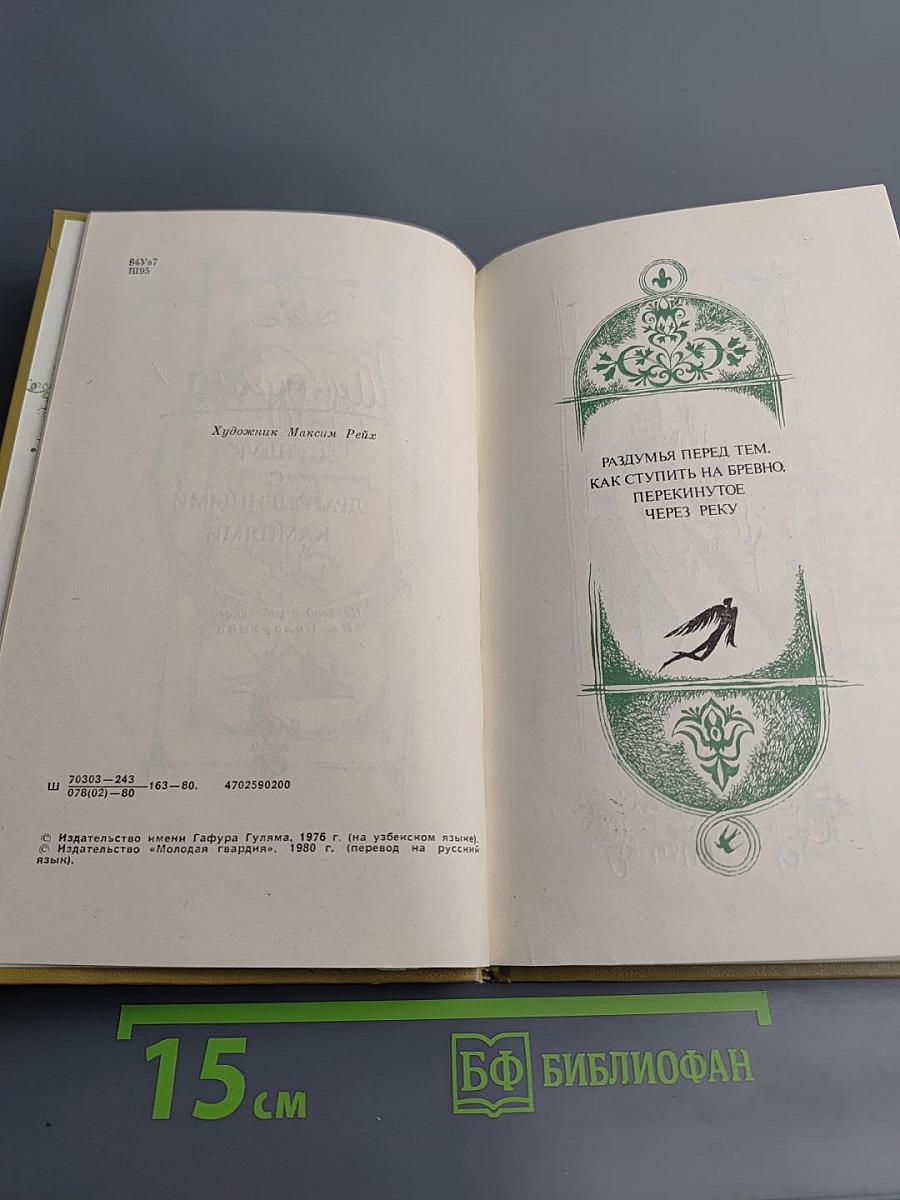 84Уз7
Ш95
Художник Максим Рейх
Ш 70303—243
078(02)—80 163—80. 4702590200
© Издательство имени Гафура Гуляма, 1976 г. (на узбекском языке).
© Издательство «Молодая гвардия», 1980 г. (перевод на русский
язык).
РАЗДУМЬЯ ПЕРЕД ТЕМ,
КАК СТУПИТЬ НА БРЕВНО,
ПЕРЕКИНУТОЕ
ЧЕРЕЗ РЕКУ
15 см
БФ БИБЛИОФАН